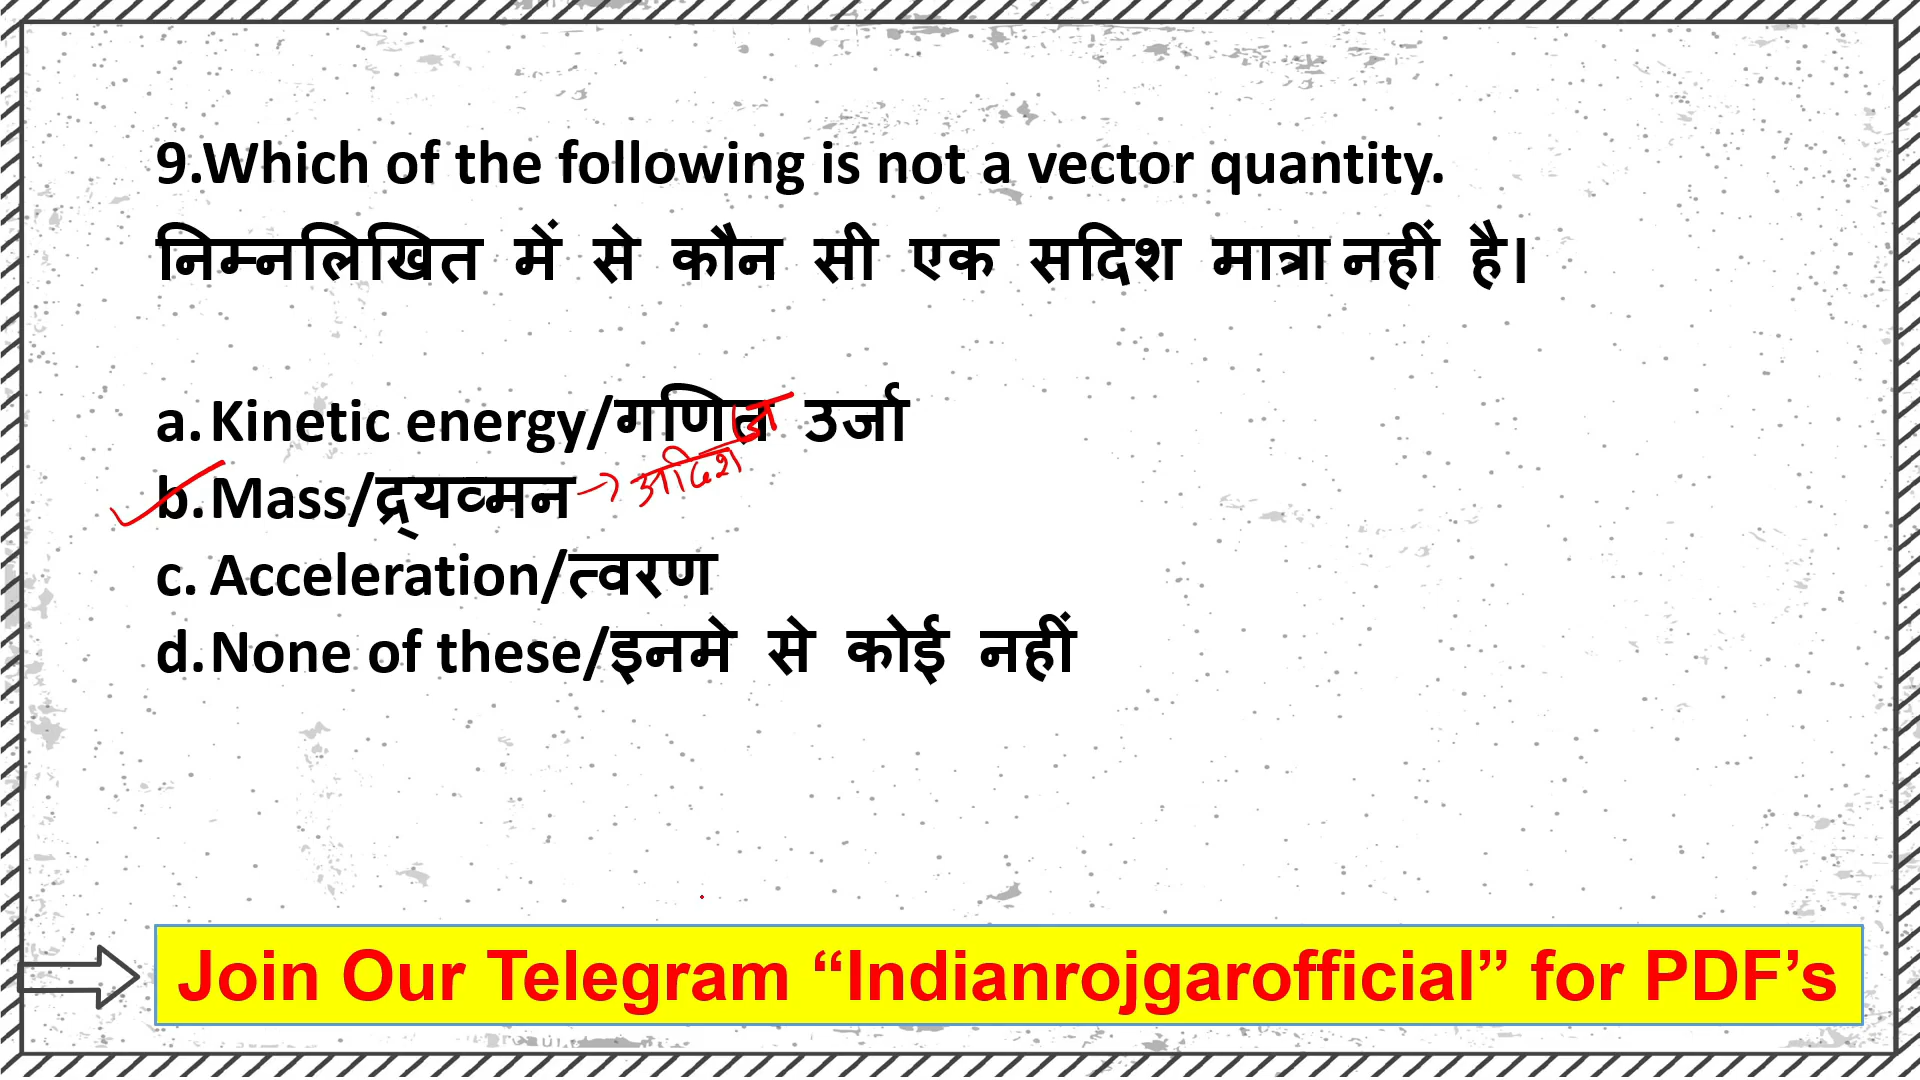 9.Which of the following is not a vector quantity.
निम्नलिखित में से कौन सी एक सदिश मात्रा नहीं है।
a. Kinetic energy/गणित उर्जा
b. Mass/द्र्यव्मन → अदिश
c. Acceleration/त्वरण
d. None of these/इनमे से कोई नहीं
Join Our Telegram “Indianrojgarofficial” for PDF’s